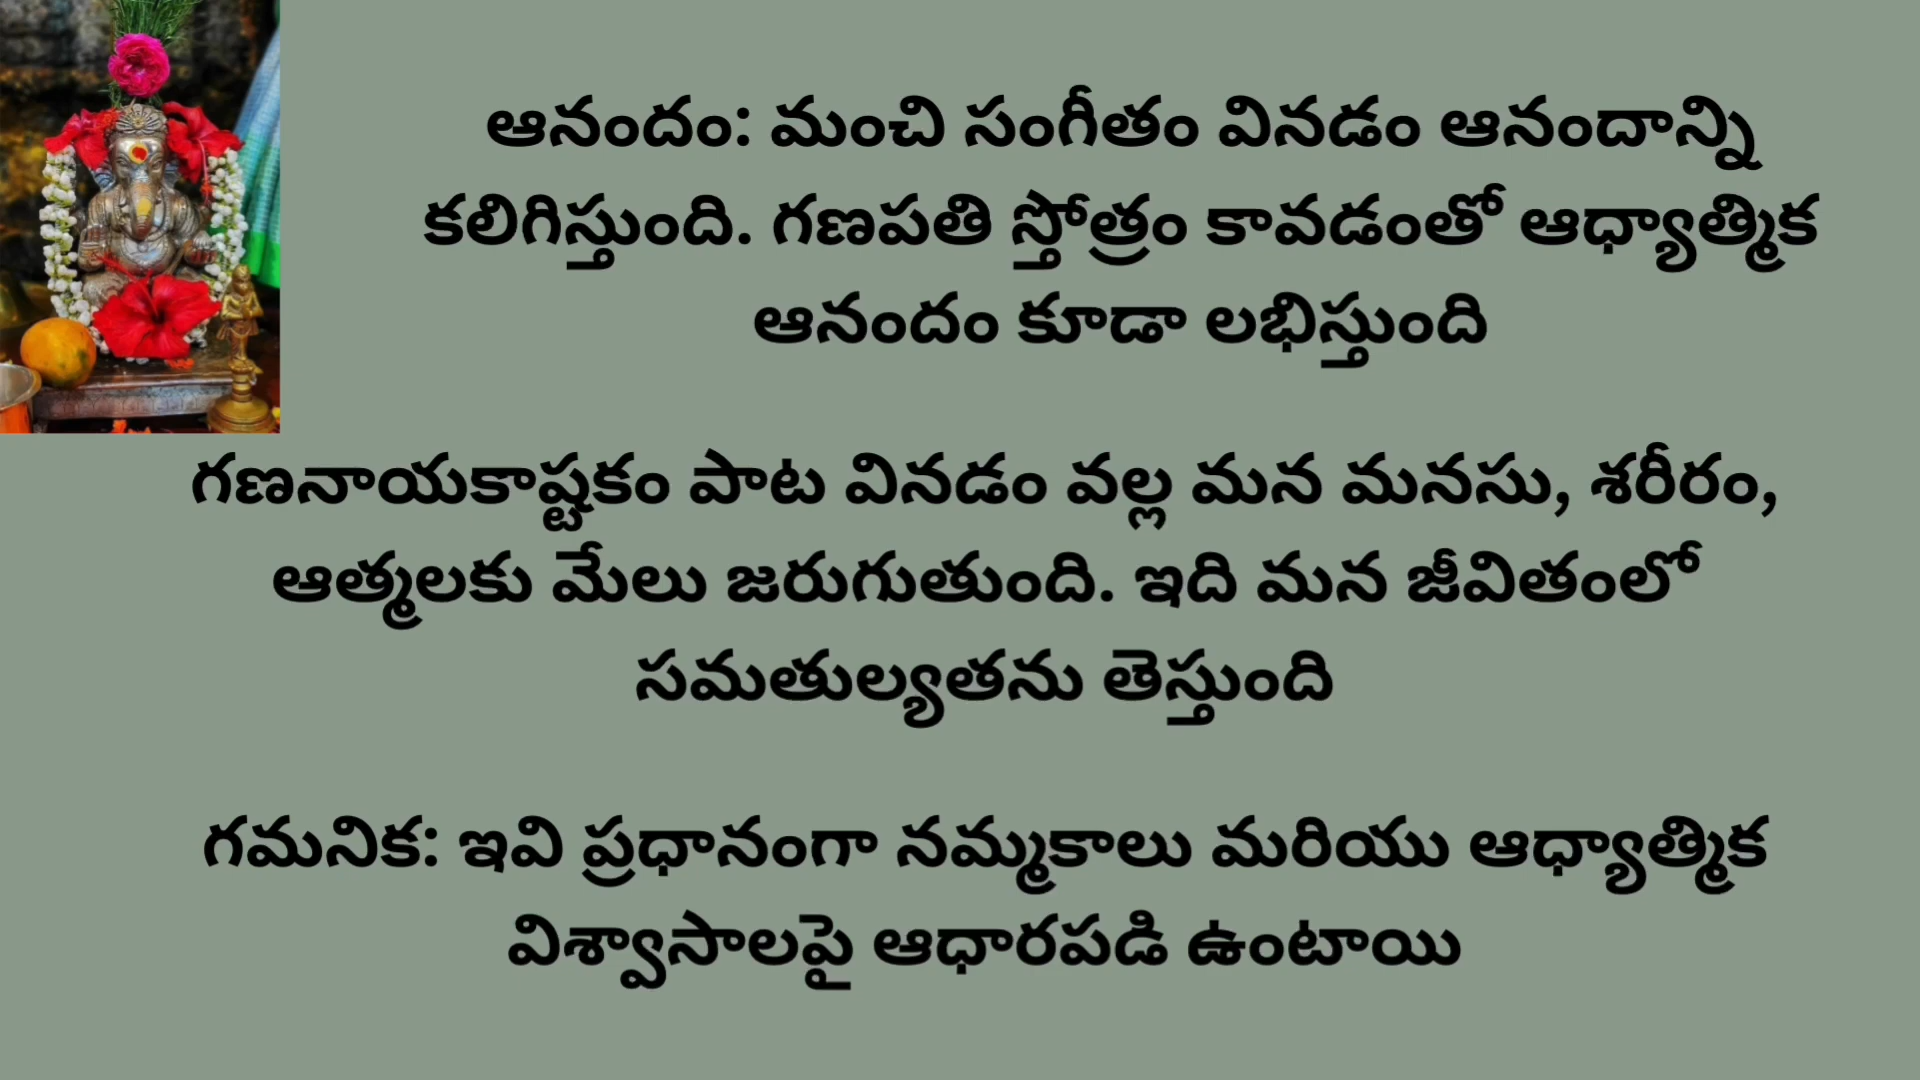 ఆనందం: మంచి సంగీతం వినడం ఆనందాన్ని
కలిగిస్తుంది. గణపతి స్తోత్రం కావడంతో ఆధ్యాత్మిక
ఆనందం కూడా లభిస్తుంది
గణనాయకాష్టకం పాట వినడం వల్ల మన మనసు, శరీరం,
ఆత్మలకు మేలు జరుగుతుంది. ఇది మన జీవితంలో
సమతుల్యతను తెస్తుంది
గమనిక: ఇవి ప్రధానంగా నమ్మకాలు మరియు ఆధ్యాత్మిక
విశ్వాసాలపై ఆధారపడి ఉంటాయి